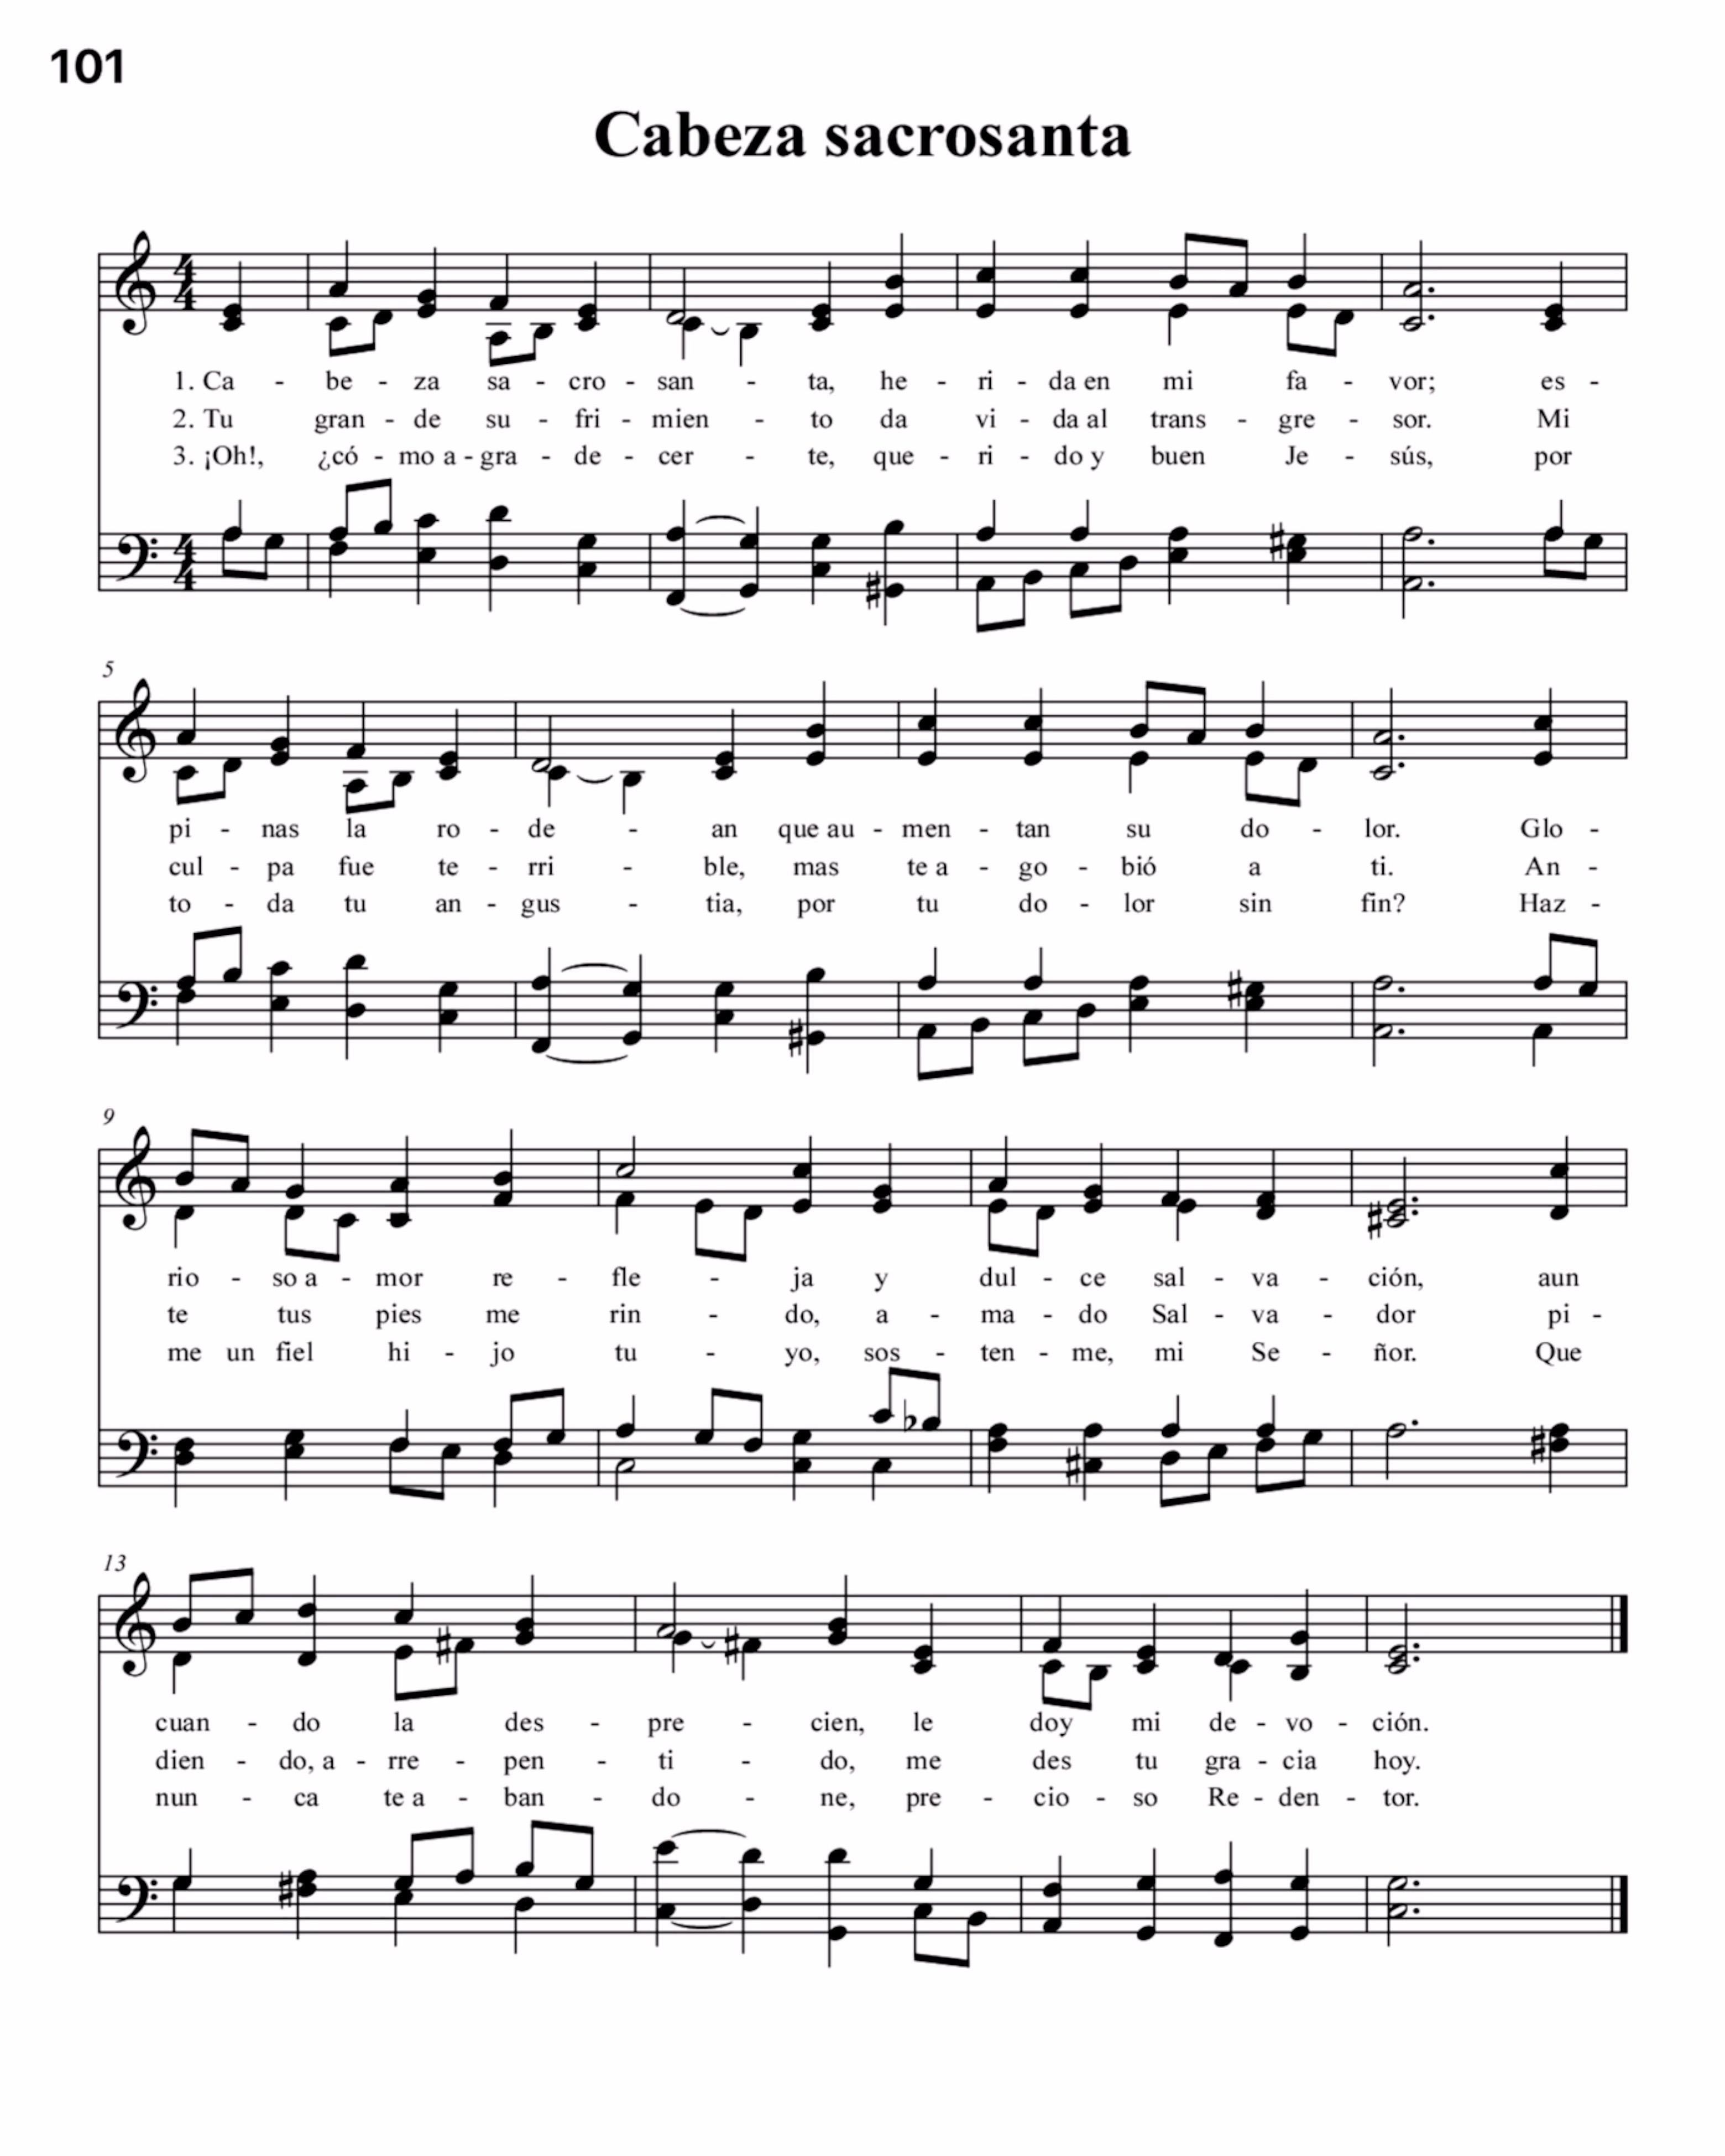 101
Cabeza sacrosanta
1. Ca - be - za sa - cro - san - ta, he - ri - da en mi fa - vor; es -
2. Tu gran - de su - fri - mien - to da vi - da al trans - gre - sor. Mi
3. ¡Oh!, ¿có - mo a - gra - de - cer - te, que - ri - do y buen Je - sús, por
5
pi - nas la ro - de - an que au - men - tan su do - lor. Glo -
cul - pa fue te - rri - ble, mas te a - go - bió a ti. An -
to - da tu an - gus - tia, por tu do - lor sin fin? Haz -
9
rio - so a - mor re - fle - ja y dul - ce sal - va - ción, aun
te tus pies me rin - do, a - ma - do Sal - va - dor pi -
me un fiel hi - jo tu - yo, sos - ten - me, mi Se - ñor. Que
13
cuan - do la des - pre - cien, le doy mi de - vo - ción.
dien - do, a - rre - pen - ti - do, me des tu gra - cia hoy.
nun - ca te a - ban - do - ne, pre - cio - so Re - den - tor.